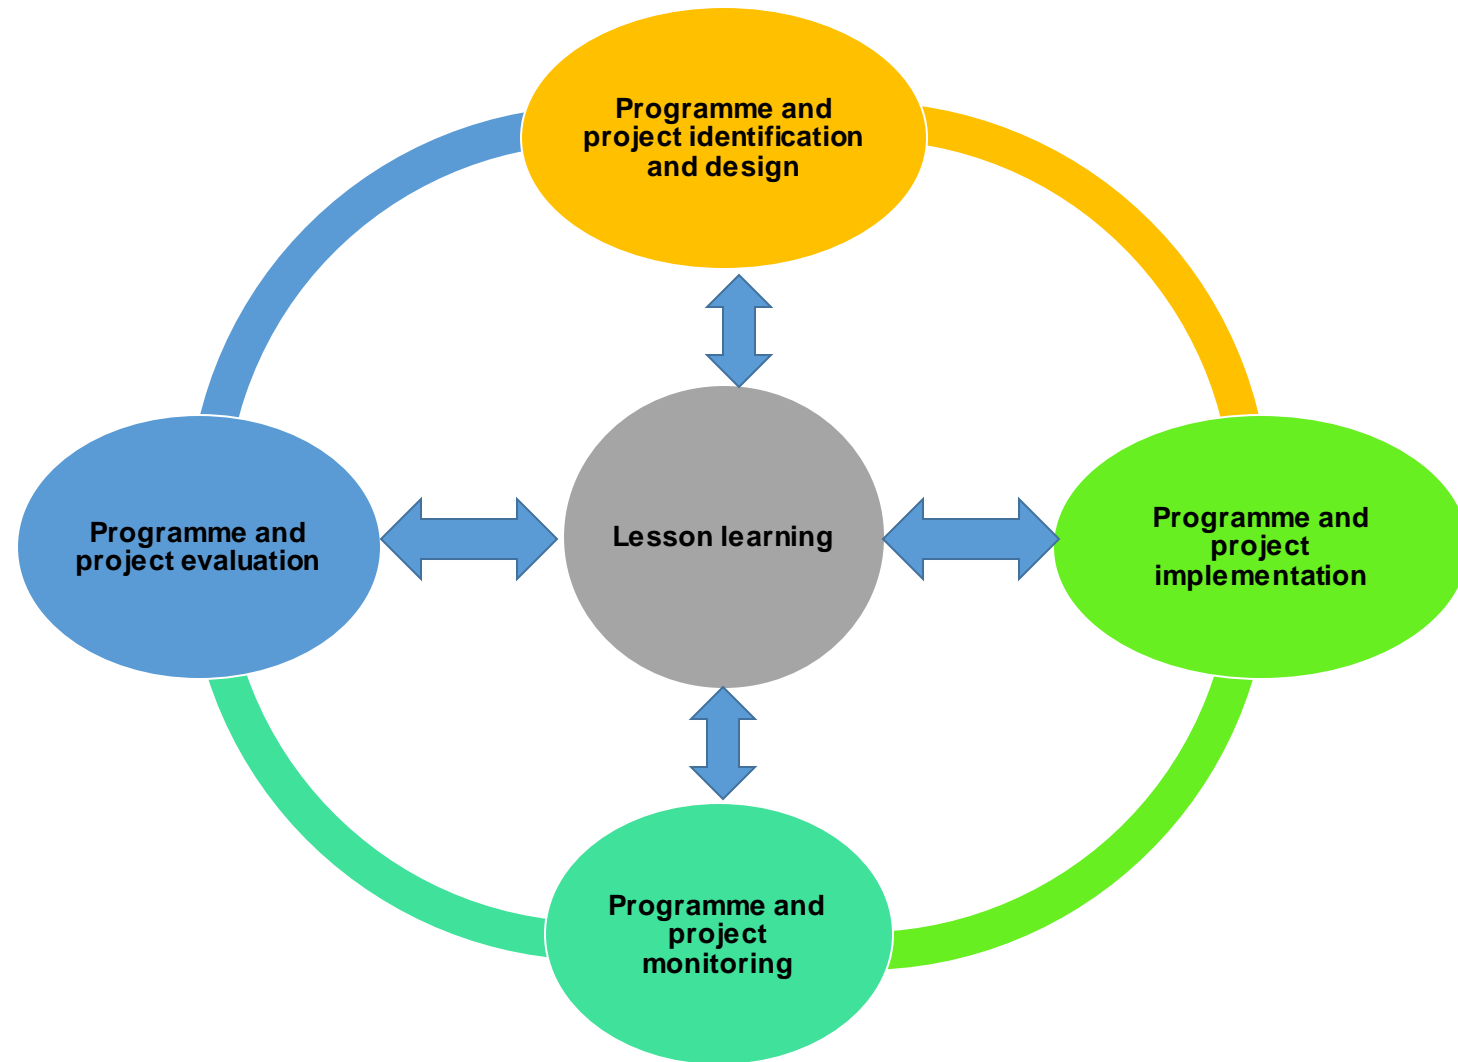 Programme and
project identification
and design
Programme and
project evaluation
Lesson learning
Programme and
project
implementation
Programme and
project
monitoring